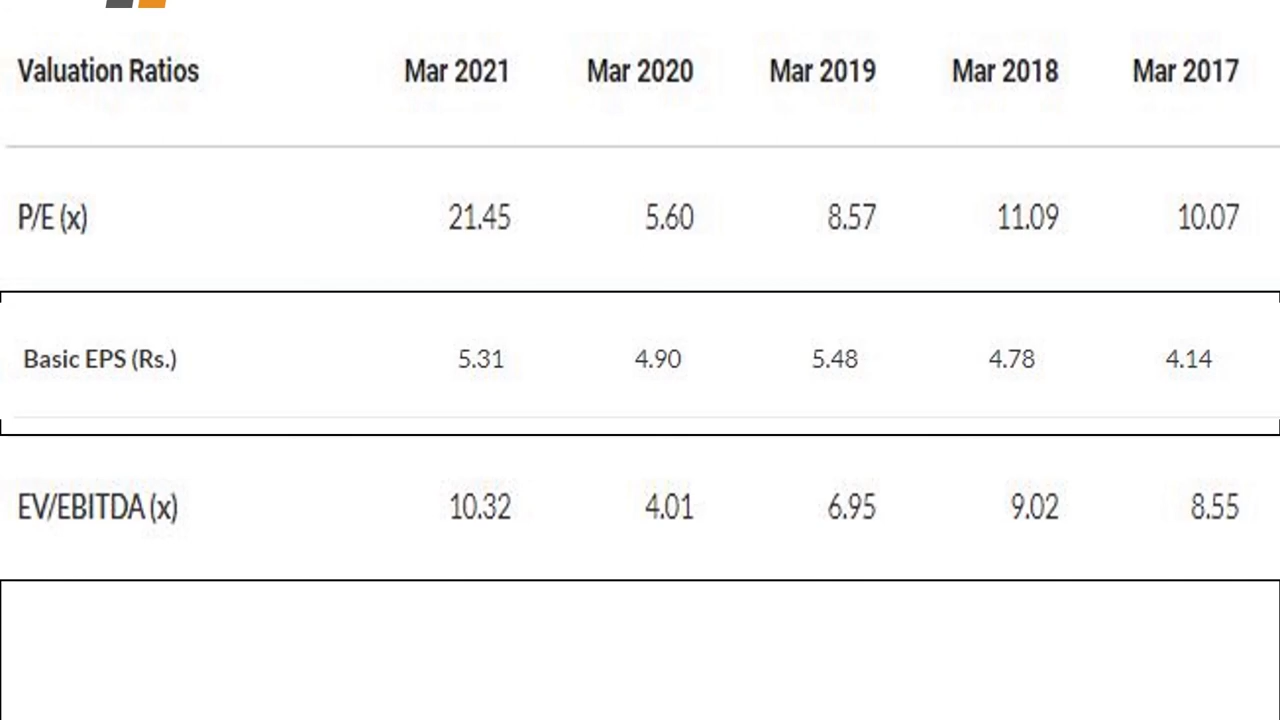 Valuation Ratios Mar 2021 Mar 2020 Mar 2019 Mar 2018 Mar 2017
P/E (x) 21.45 5.60 8.57 11.09 10.07
Basic EPS (Rs.) 5.31 4.90 5.48 4.78 4.14
EV/EBITDA (x) 10.32 4.01 6.95 9.02 8.55